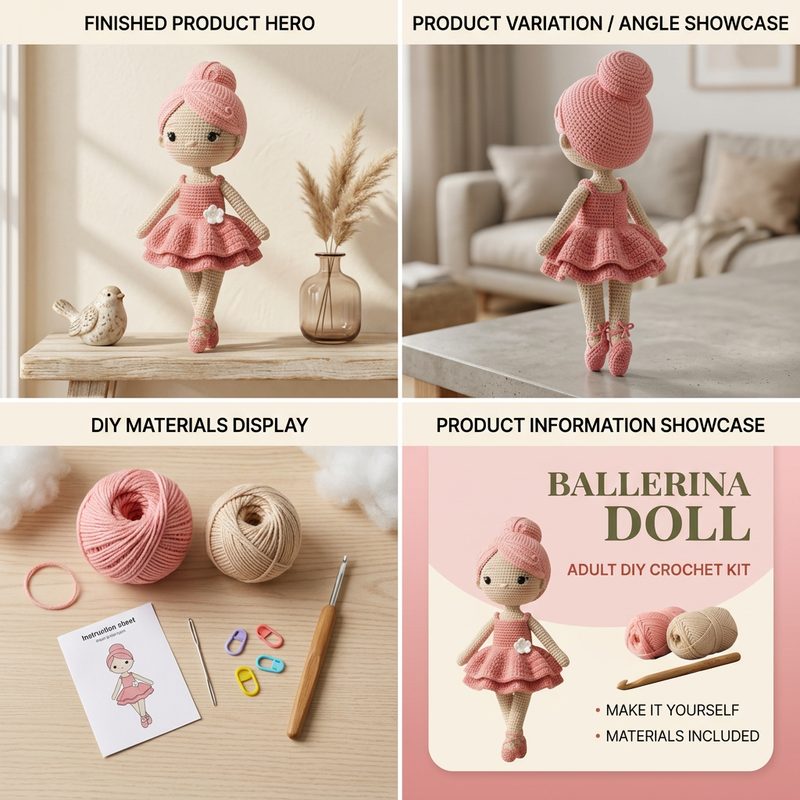 FINISHED PRODUCT HERO
PRODUCT VARIATION / ANGLE SHOWCASE
DIY MATERIALS DISPLAY
Instruction sheet
PRODUCT INFORMATION SHOWCASE
BALLERINA
DOLL
ADULT DIY CROCHET KIT
• MAKE IT YOURSELF
• MATERIALS INCLUDED